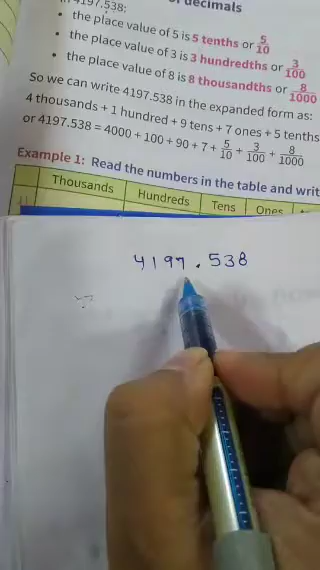 4197.538:
decimals
• the place value of 5 is 5 tenths or 5/10
• the place value of 3 is 3 hundredths or 3/100
• the place value of 8 is 8 thousandths or 8/1000
So we can write 4197.538 in the expanded form as:
4 thousands + 1 hundred + 9 tens + 7 ones + 5 tenths
or 4197.538 = 4000 + 100 + 90 + 7 + 5/10 + 3/100 + 8/1000
Example 1: Read the numbers in the table and writ
Thousands Hundreds Tens Ones
4197.538